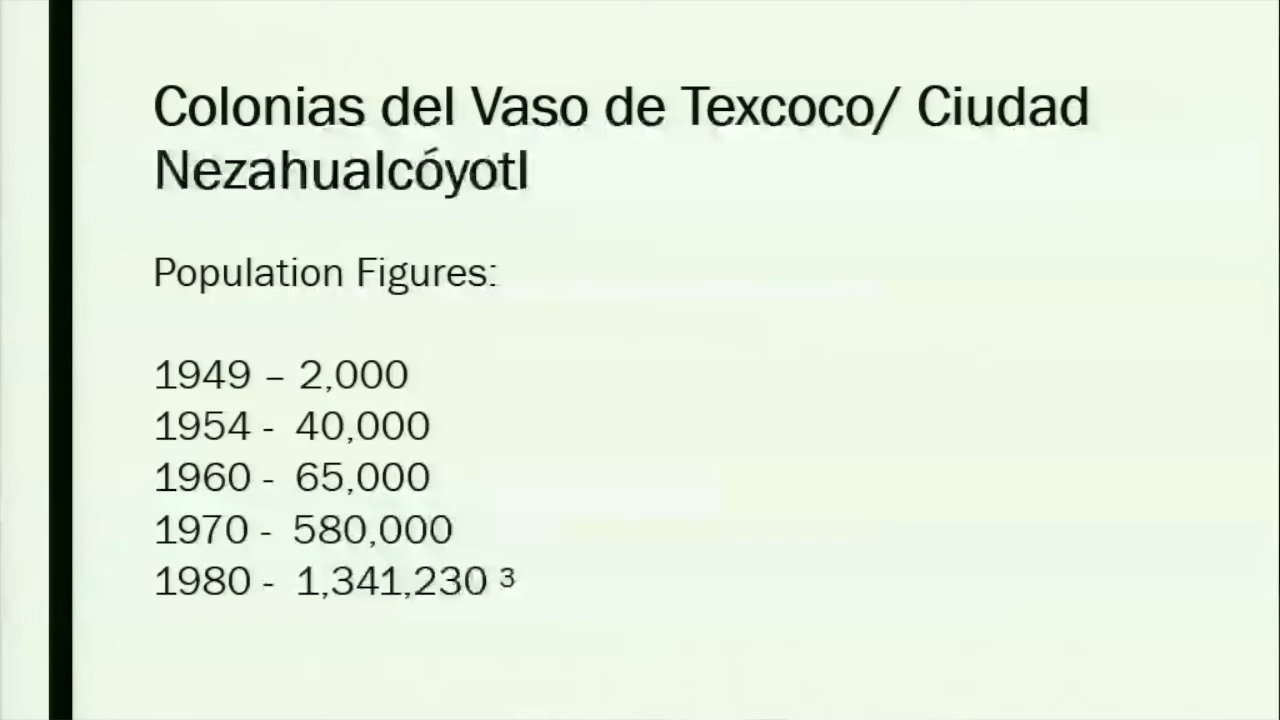 Colonias del Vaso de Texcoco/ Ciudad
Nezahualcóyotl
Population Figures:
1949 – 2,000
1954 - 40,000
1960 - 65,000
1970 - 580,000
1980 - 1,341,230 ³